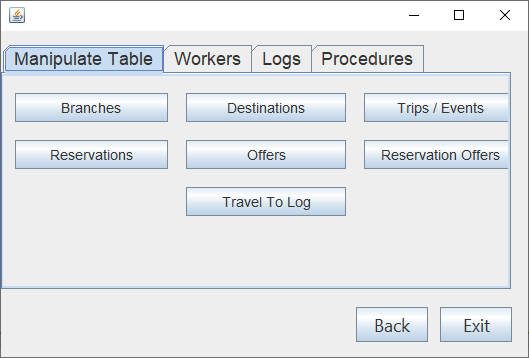 Manipulate Table Workers Logs Procedures
Branches Destinations Trips / Events
Reservations Offers Reservation Offers
Travel To Log
Back Exit